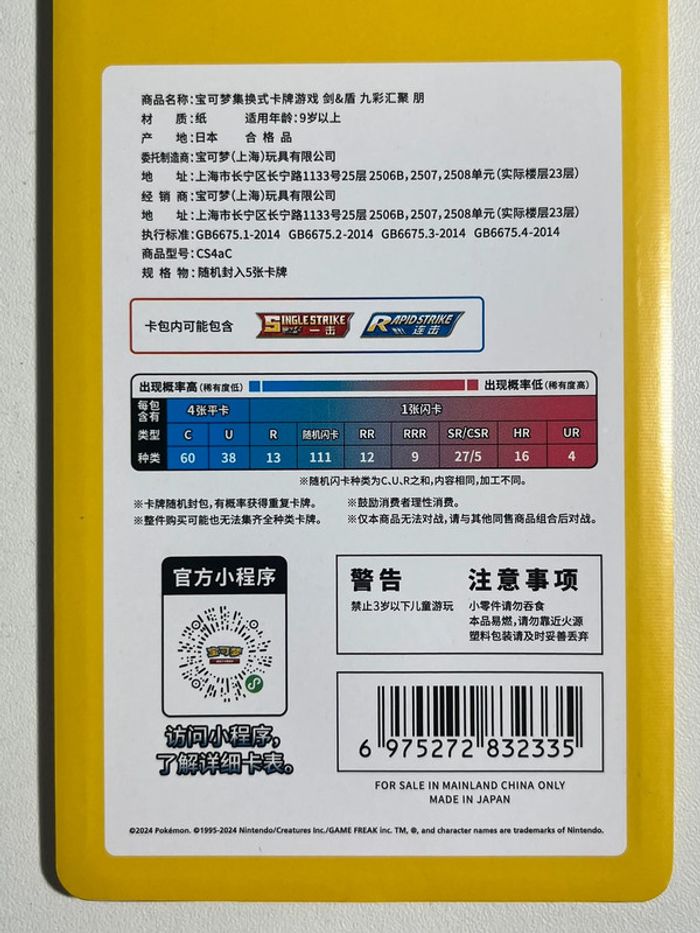 商品名称:宝可梦集换式卡牌游戏 剑&盾 九彩汇聚 朋
材 质:纸 适用年龄:9岁以上
产 地:日本 合 格 品
委托制造商:宝可梦(上海)玩具有限公司
地 址:上海市长宁区长宁路1133号25层 2506B,2507,2508单元(实际楼层23层)
经 销 商:宝可梦(上海)玩具有限公司
地 址:上海市长宁区长宁路1133号25层 2506B,2507,2508单元(实际楼层23层)
执行标准:GB6675.1-2014 GB6675.2-2014 GB6675.3-2014 GB6675.4-2014
商品型号:CS4aC
规 格 物:随机封入5张卡牌
卡包内可能包含 SINGLE STRIKE 一击 RAPID STRIKE 连击
出现概率高(稀有度低) 出现概率低(稀有度高)
每包含有 4张平卡 1张闪卡
类型 C U R 随机闪卡 RR RRR SR/CSR HR UR
种类 60 38 13 111 12 9 27/5 16 4
※随机闪卡种类为C、U、R之和,内容相同,加工不同。
※卡牌随机封包,有概率获得重复卡牌。 ※鼓励消费者理性消费。
※整件购买可能也无法集齐全种类卡牌。 ※仅本商品无法对战,请与其他同售商品组合后对战。
官方小程序
宝可梦
访问小程序,
了解详细卡表。
警告 注意事项
禁止3岁以下儿童游玩 小零件请勿吞食
本品易燃,请勿靠近火源
塑料包装请及时妥善丢弃
6 975272 832335
FOR SALE IN MAINLAND CHINA ONLY
MADE IN JAPAN
©2024 Pokémon. ©1995-2024 Nintendo/Creatures Inc./GAME FREAK inc. TM, ®, and character names are trademarks of Nintendo.